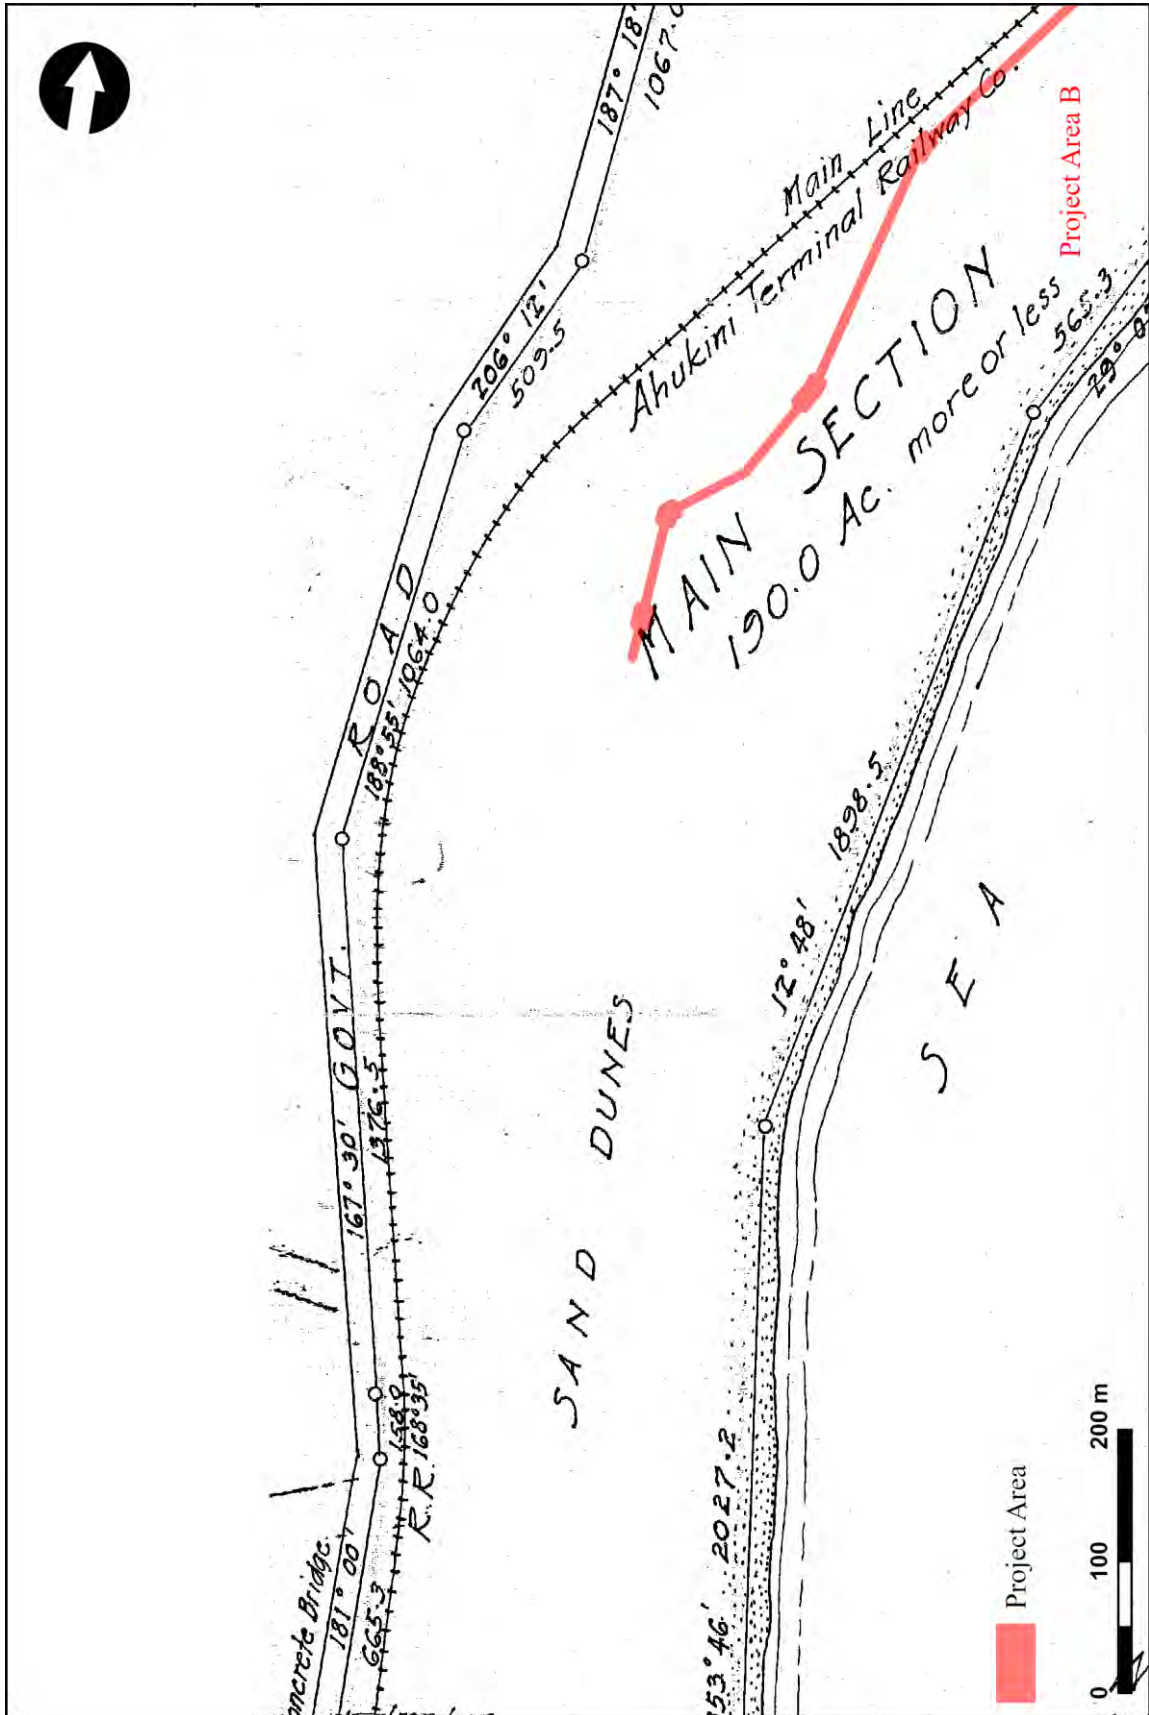 187° 18'
1067.0
Main Line
Ahukini Terminal Railway Co.
206° 12'
509.5
Project Area B
MAIN SECTION
190.0 Ac. more or less
565.3
ROAD
188° 55' 1064.0
1898.5
12° 48'
SEA
167° 30' GOVT.
1376.5
SAND DUNES
158.0
R.R. 168° 35'
Bridge
181° 00'
665.3
53° 46' 2027.2
Project Area
0 100 200 m